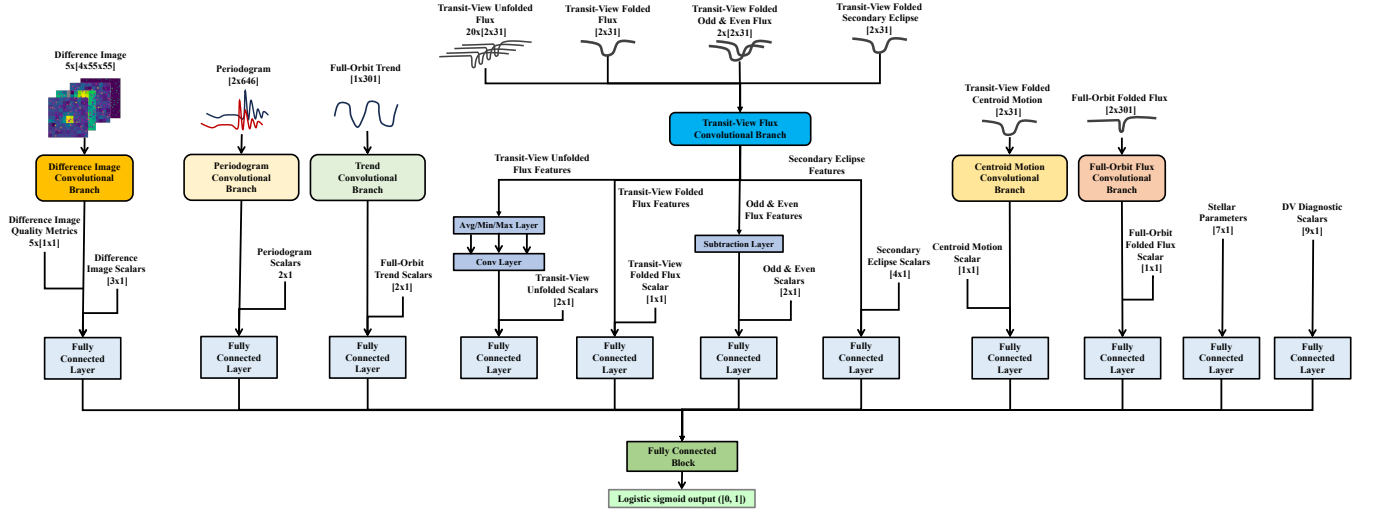 Transit-View Unfolded
Flux
20x[2x31]
Transit-View Folded
Flux
[2x31]
Transit-View Folded
Odd & Even Flux
2x[2x31]
Transit-View Folded
Secondary Eclipse
[2x31]
Difference Image
5x[4x55x55]
Periodogram
[2x646]
Full-Orbit Trend
[1x301]
Transit-View Folded
Centroid Motion
[2x31]
Full-Orbit Folded Flux
[2x301]
Transit-View Flux
Convolutional Branch
Difference Image
Convolutional
Branch
Periodogram
Convolutional
Branch
Trend
Convolutional
Branch
Centroid Motion
Convolutional
Branch
Full-Orbit Flux
Convolutional
Branch
Transit-View Unfolded
Flux Features
Transit-View Folded
Flux Features
Odd & Even
Flux Features
Secondary Eclipse
Features
Avg/Min/Max Layer
Conv Layer
Subtraction Layer
Difference Image
Quality Metrics
5x[1x1]
Difference
Image Scalars
[3x1]
Periodogram
Scalars
2x1
Full-Orbit
Trend Scalars
[2x1]
Transit-View
Unfolded Scalars
[2x1]
Transit-View
Folded Flux
Scalar
[1x1]
Odd & Even
Scalars
[2x1]
Secondary
Eclipse Scalars
[4x1]
Centroid Motion
Scalar
[1x1]
Full-Orbit
Folded Flux
Scalar
[1x1]
Stellar
Parameters
[7x1]
DV Diagnostic
Scalars
[9x1]
Fully
Connected
Layer
Fully
Connected
Layer
Fully
Connected
Layer
Fully
Connected
Layer
Fully
Connected
Layer
Fully
Connected
Layer
Fully
Connected
Layer
Fully
Connected
Layer
Fully
Connected
Layer
Fully
Connected
Layer
Fully
Connected
Layer
Fully Connected
Block
Logistic sigmoid output ([0, 1])